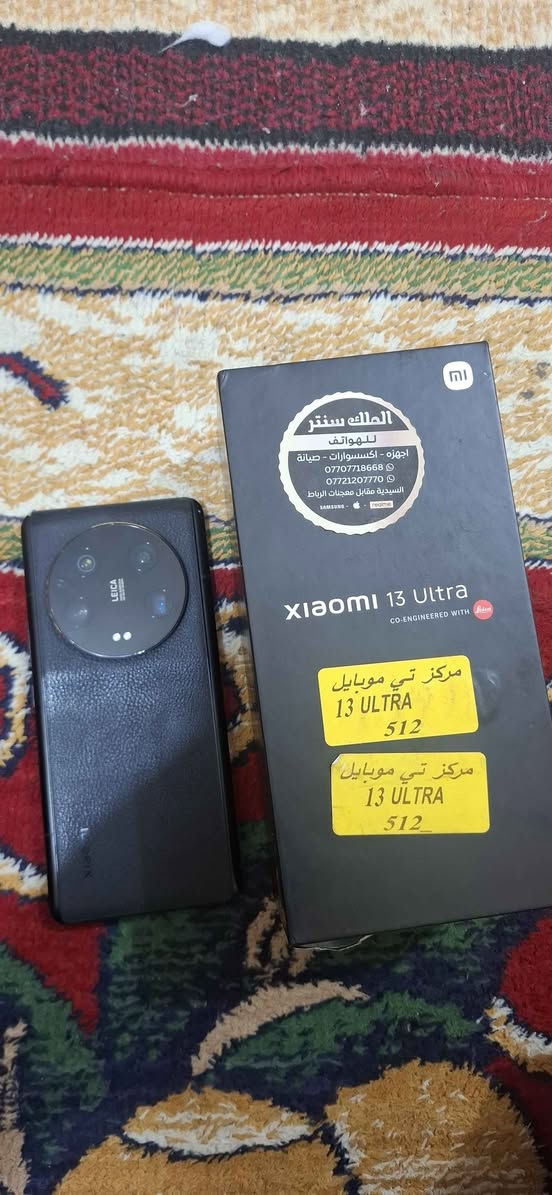 mi
الملك سنتر
للهواتف
اجهزه - اكسسوارات - صيانة
07707718668
07721207770
السيدية مقابل معجنات الرباط
SAMSUNG - - realme
XIAOMI 13 Ultra
CO-ENGINEERED WITH Leica
مركز تي موبايل
13 ULTRA
512
مركز تي موبايل
13 ULTRA
512_
LEICA